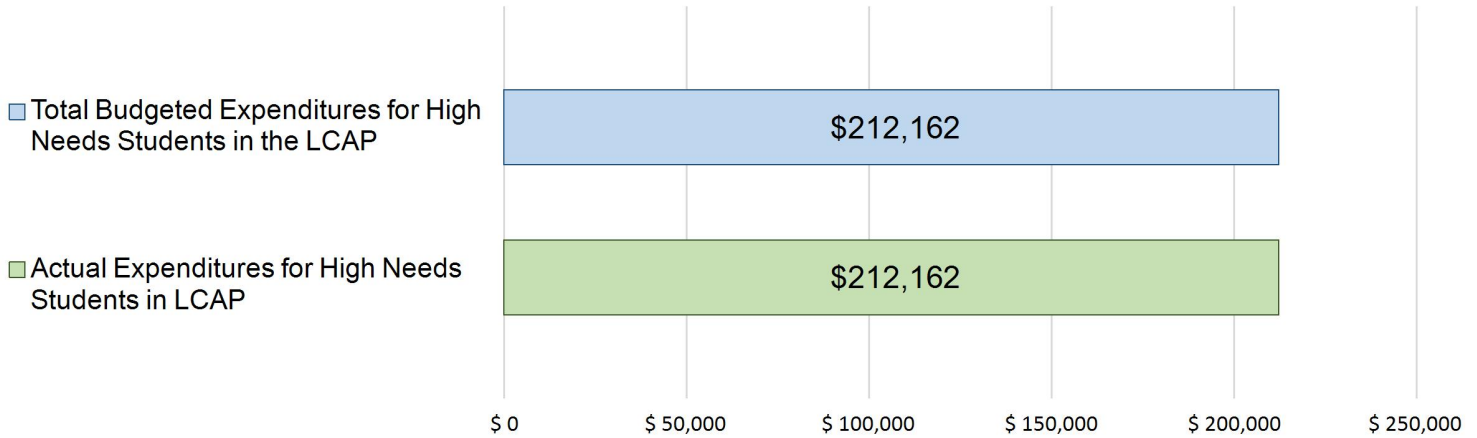 Total Budgeted Expenditures for High
Needs Students in the LCAP
$212,162
Actual Expenditures for High Needs
Students in LCAP
$212,162
$ 0
$ 50,000
$ 100,000
$ 150,000
$ 200,000
$ 250,000